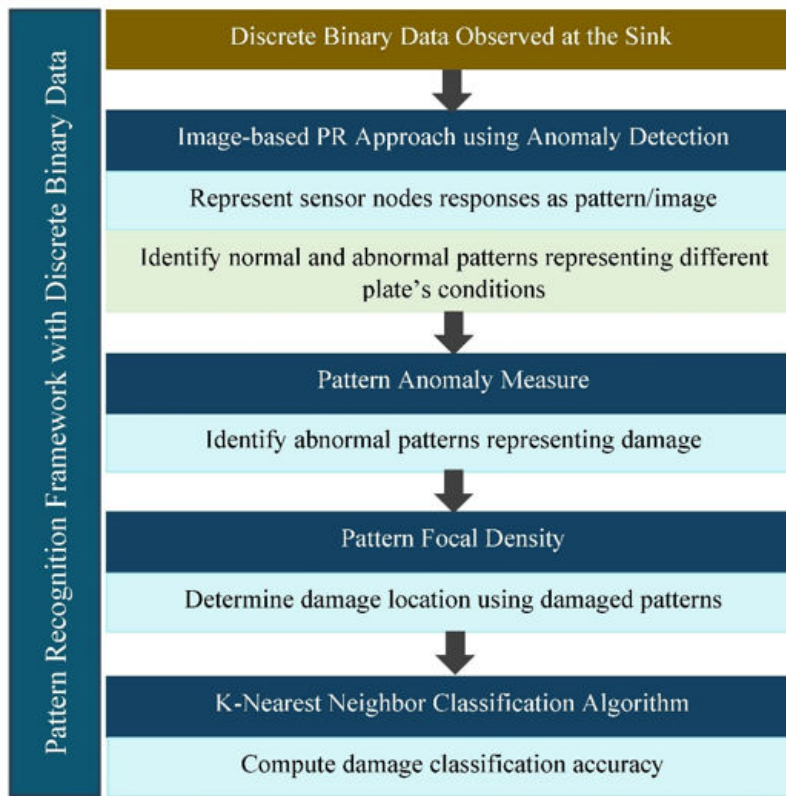 Pattern Recognition Framework with Discrete Binary Data
Discrete Binary Data Observed at the Sink
Image-based PR Approach using Anomaly Detection
Represent sensor nodes responses as pattern/image
Identify normal and abnormal patterns representing different
plate’s conditions
Pattern Anomaly Measure
Identify abnormal patterns representing damage
Pattern Focal Density
Determine damage location using damaged patterns
K-Nearest Neighbor Classification Algorithm
Compute damage classification accuracy